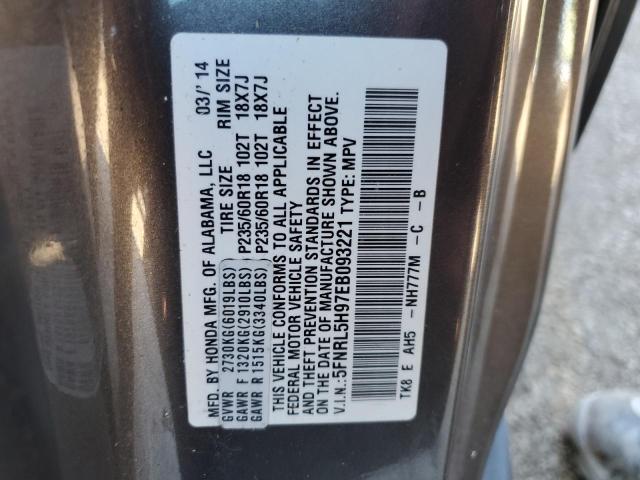 MFD. BY HONDA MFG. OF ALABAMA, LLC 03/'14
TIRE SIZE RIM SIZE
GVWR 2730KG(6019LBS)
GAWR F 1320KG(2910LBS) P235/60R18 102T 18X7J
GAWR R 1515KG(3340LBS) P235/60R18 102T 18X7J
THIS VEHICLE CONFORMS TO ALL APPLICABLE
FEDERAL MOTOR VEHICLE SAFETY
AND THEFT PREVENTION STANDARDS IN EFFECT
ON THE DATE OF MANUFACTURE SHOWN ABOVE.
V.I.N.:5FNRL5H97EB093221 TYPE: MPV
TK8 E AH5 -NH777M -C -B